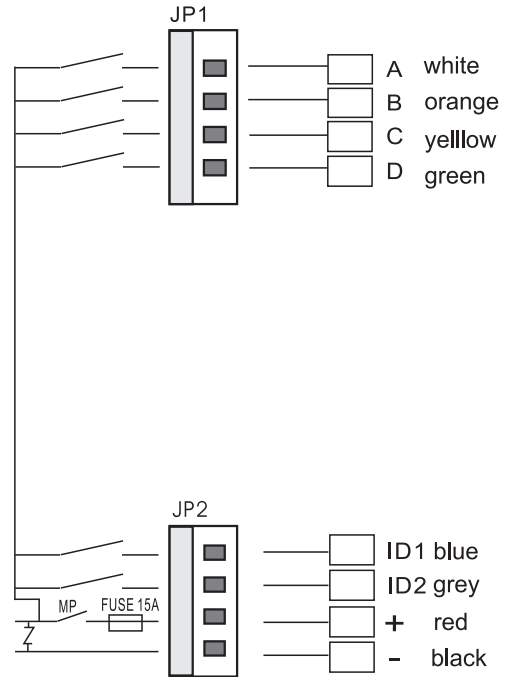 JP1
A white
B orange
C yelllow
D green
JP2
ID1 blue
ID2 grey
MP FUSE 15A + red
- black